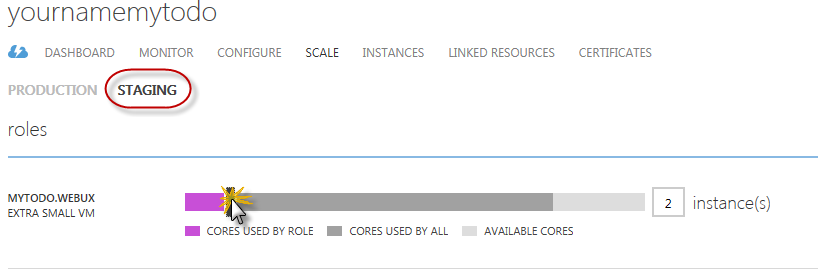 yournamemytodo
DASHBOARD MONITOR CONFIGURE SCALE INSTANCES LINKED RESOURCES CERTIFICATES
PRODUCTION STAGING
roles
MYTODO.WEBUX
EXTRA SMALL VM
2 instance(s)
CORES USED BY ROLE CORES USED BY ALL AVAILABLE CORES